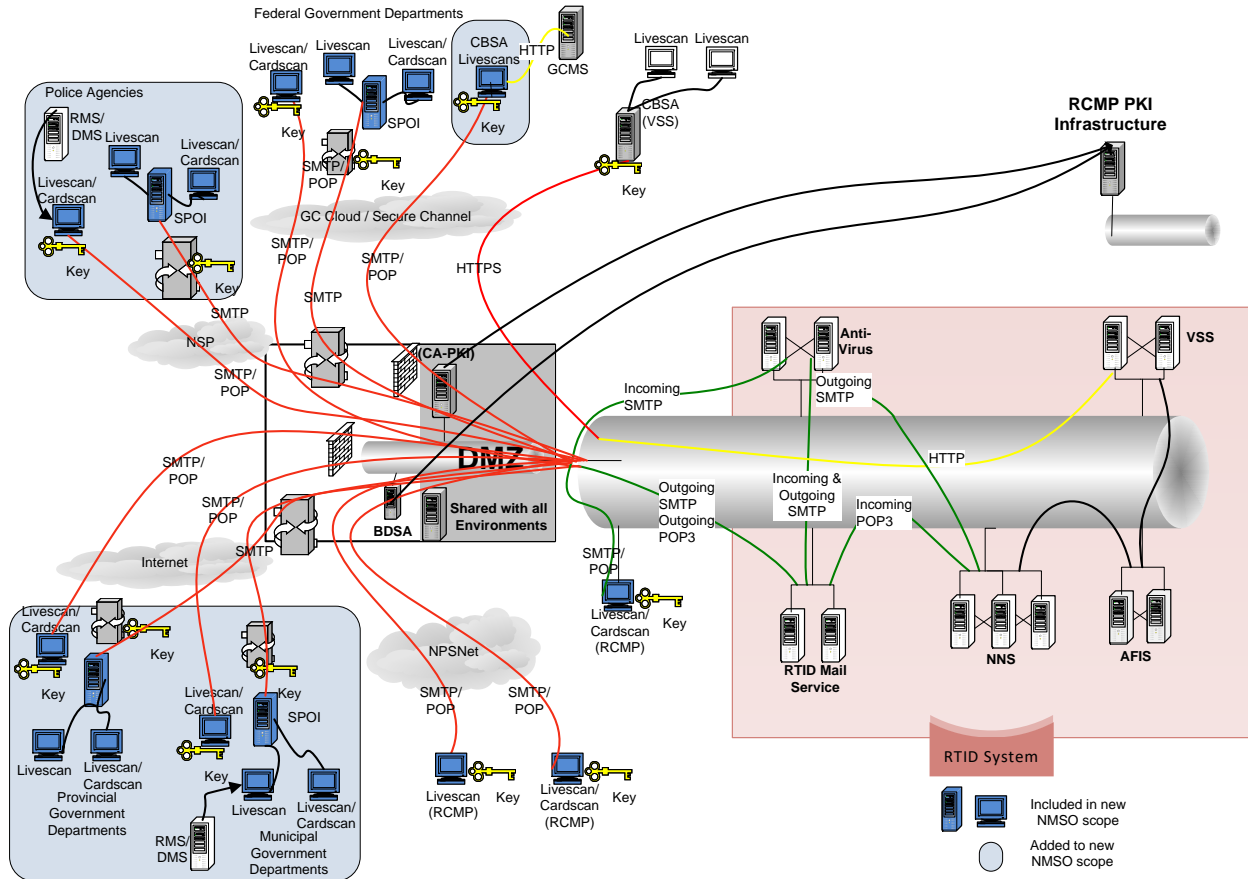 Federal Government Departments
Livescan/
Cardscan
Livescan
Livescan/
Cardscan
SPOI
Key
Key
SMTP/
POP
CBSA
Livescans
Key
HTTP
GCMS
Livescan
Livescan
CBSA
(VSS)
Key
RCMP PKI
Infrastructure
Police Agencies
RMS/
DMS
Livescan
Livescan/
Cardscan
Livescan/
Cardscan
SPOI
Key
Key
GC Cloud / Secure Channel
SMTP/
POP
SMTP/
POP
HTTPS
SMTP
SMTP
NSP
SMTP/
POP
(CA-PKI)
DMZ
BDSA
Shared with all
Environments
Anti-
Virus
VSS
Incoming
SMTP
Outgoing
SMTP
HTTP
Outgoing
SMTP
Outgoing
POP3
Incoming &
Outgoing
SMTP
Incoming
POP3
SMTP/
POP
Livescan/
Cardscan
(RCMP)
Key
RTID Mail
Service
NNS
AFIS
RTID System
SMTP/
POP
SMTP/
POP
SMTP
Internet
Livescan/
Cardscan
Key
Key
Livescan
Livescan/
Cardscan
Provincial
Government
Departments
Livescan/
Cardscan
Key
Key
SPOI
Livescan
Livescan/
Cardscan
RMS/
DMS
Municipal
Government
Departments
NPSNet
SMTP/
POP
SMTP/
POP
Livescan
(RCMP)
Key
Livescan/
Cardscan
(RCMP)
Key
Included in new
NMSO scope
Added to new
NMSO scope